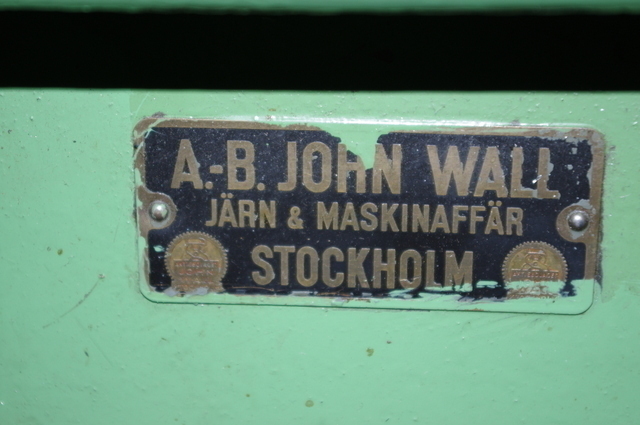 A.-B. JOHN WALL
JÄRN & MASKINAFFÄR
STOCKHOLM